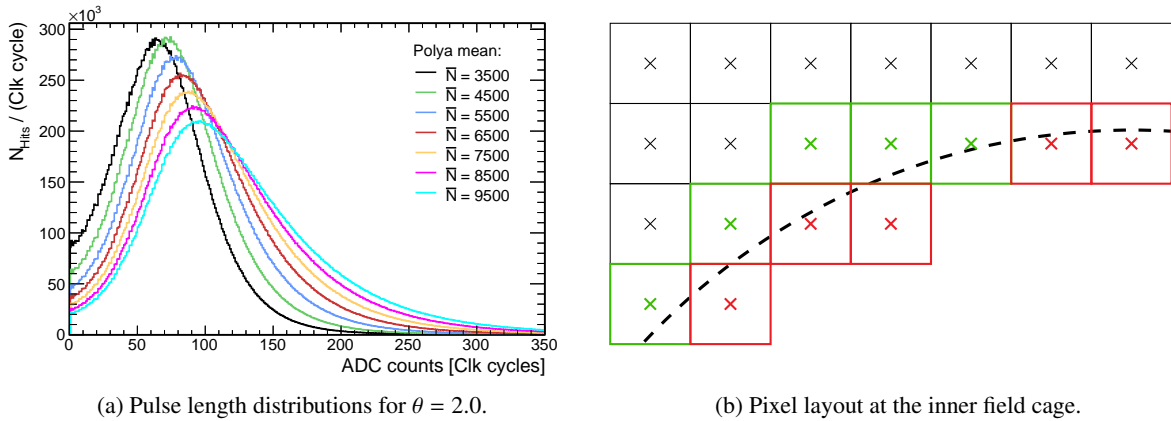 ×10³
N_Hits / (Clk cycle)
300
250
200
150
100
50
0
Polya mean:
N̅ = 3500
N̅ = 4500
N̅ = 5500
N̅ = 6500
N̅ = 7500
N̅ = 8500
N̅ = 9500
0 50 100 150 200 250 300 350
ADC counts [Clk cycles]
(a) Pulse length distributions for θ = 2.0.
(b) Pixel layout at the inner field cage.